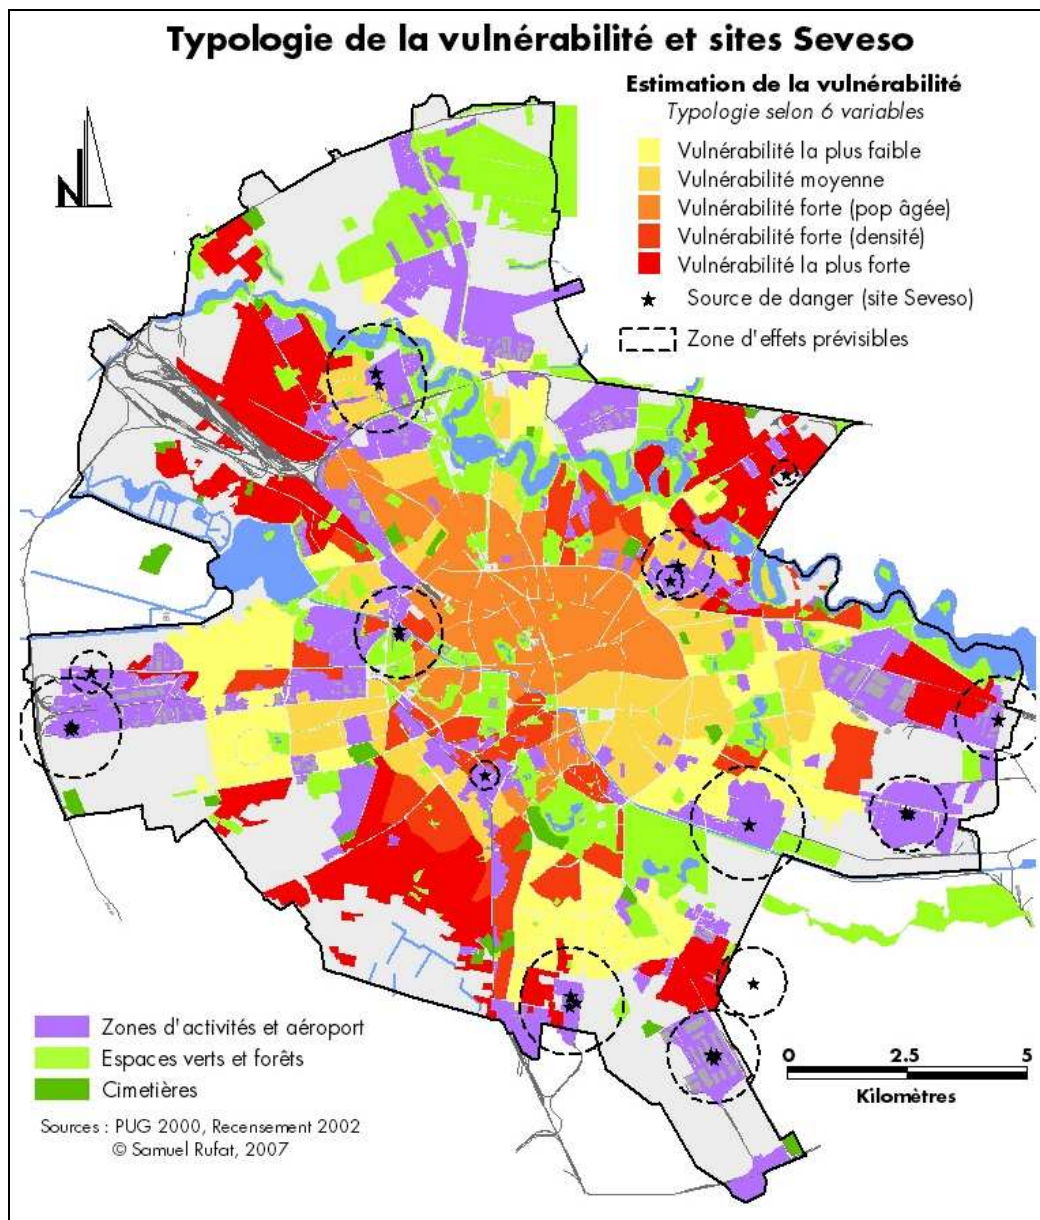 Typologie de la vulnérabilité et sites Seveso
Estimation de la vulnérabilité
Typologie selon 6 variables
Vulnérabilité la plus faible
Vulnérabilité moyenne
Vulnérabilité forte (pop âgée)
Vulnérabilité forte (densité)
Vulnérabilité la plus forte
Source de danger (site Seveso)
Zone d'effets prévisibles
N
Zones d'activités et aéroport
Espaces verts et forêts
Cimetières
Sources : PUG 2000, Recensement 2002
© Samuel Rufat, 2007
0 2.5 5
Kilomètres